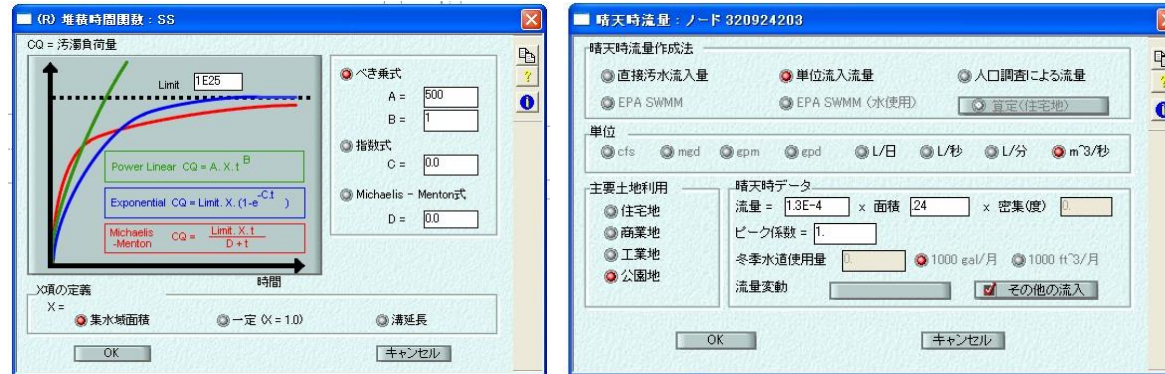 (R) 堆積時間関数：SS
CQ = 汚濁負荷量
Limit 1E25
Power Linear CQ = A. X. t^B
Exponential CQ = Limit. X. (1-e^-C.t )
Michaelis -Menton CQ = Limit. X. t / D + t
時間
べき乗式
A = 500
B = 1
指数式
C = 0.0
Michaelis - Menton式
D = 0.0
X項の定義
X =
集水域面積 一定 (X = 1.0) 溝延長
OK キャンセル
晴天時流量：ノード 320924203
晴天時流量作成法
直接汚水流入量 単位流入流量 人口調査による流量
EPA SWMM EPA SWMM (水使用) 算定(住宅地)
単位
cfs mgd gpm gpd L/日 L/秒 L/分 m^3/秒
主要土地利用
住宅地
商業地
工業地
公園地
晴天時データ
流量 = 1.3E-4 x 面積 .24 x 密集(度) 0.
ピーク係数 = 1.
冬季水道使用量 0. 1000 gal/月 1000 ft^3/月
流量変動 その他の流入
OK キャンセル